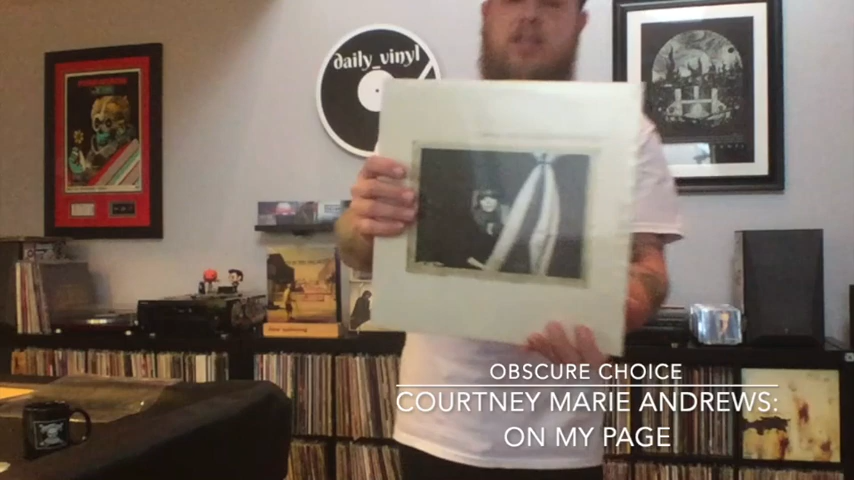 daily_vinyl
OBSCURE CHOICE
COURTNEY MARIE ANDREWS:
ON MY PAGE